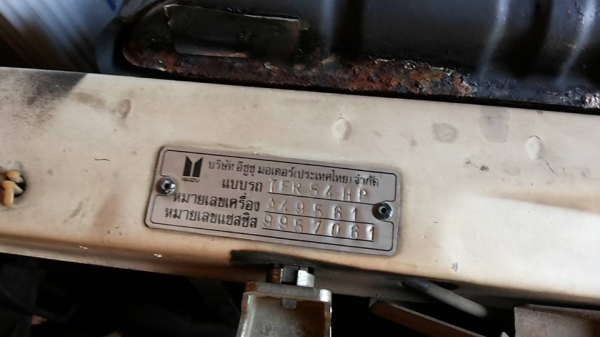 บริษัท อีซูซุ มอเตอร์(ประเทศไทย)จำกัด
ISUZU
แบบรถ TFR54HP
หมายเลขเครื่อง A49561
หมายเลขแชสซิส 9957061